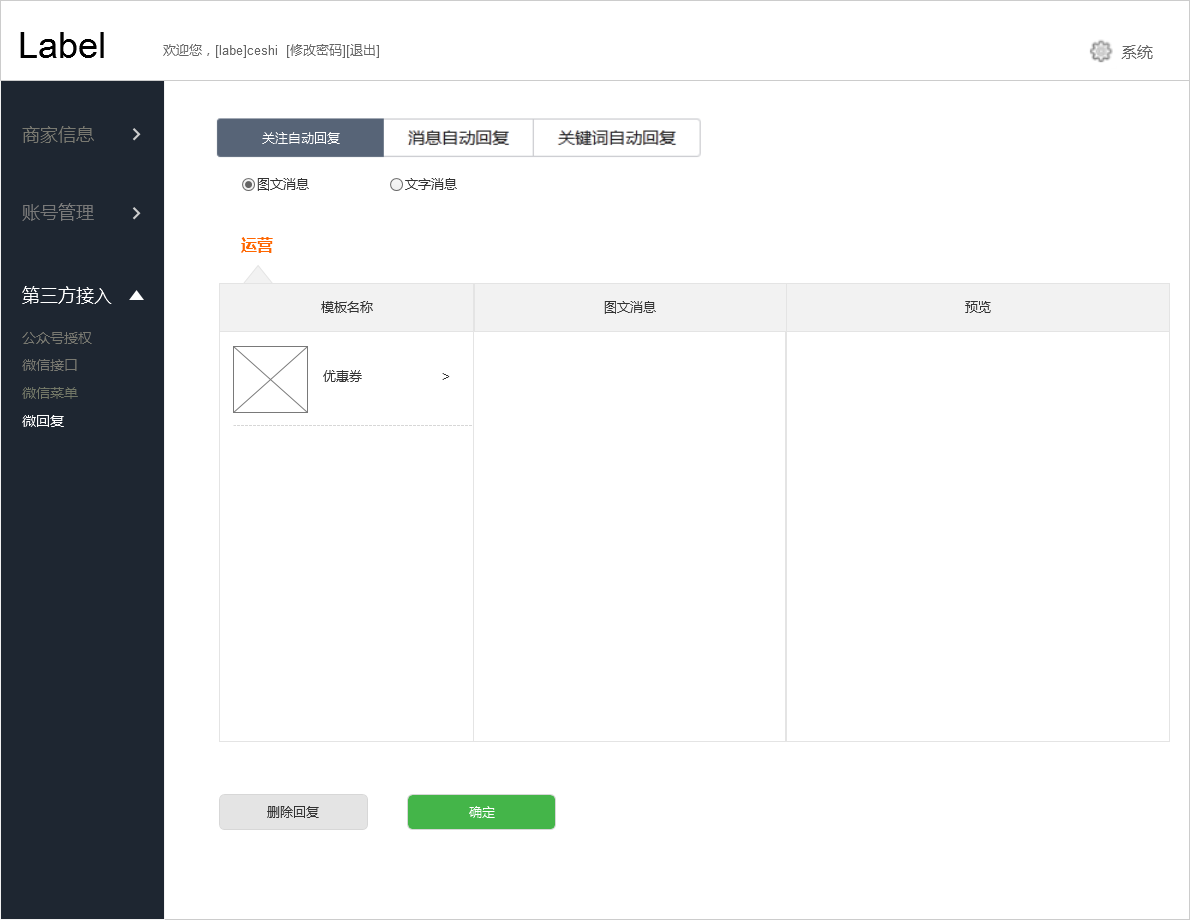 Label
欢迎您，[labe]ceshi [修改密码][退出]
系统
商家信息
账号管理
第三方接入
公众号授权
微信接口
微信菜单
微回复
关注自动回复 消息自动回复 关键词自动回复
图文消息 文字消息
运营
模板名称 图文消息 预览
优惠券 >
删除回复 确定